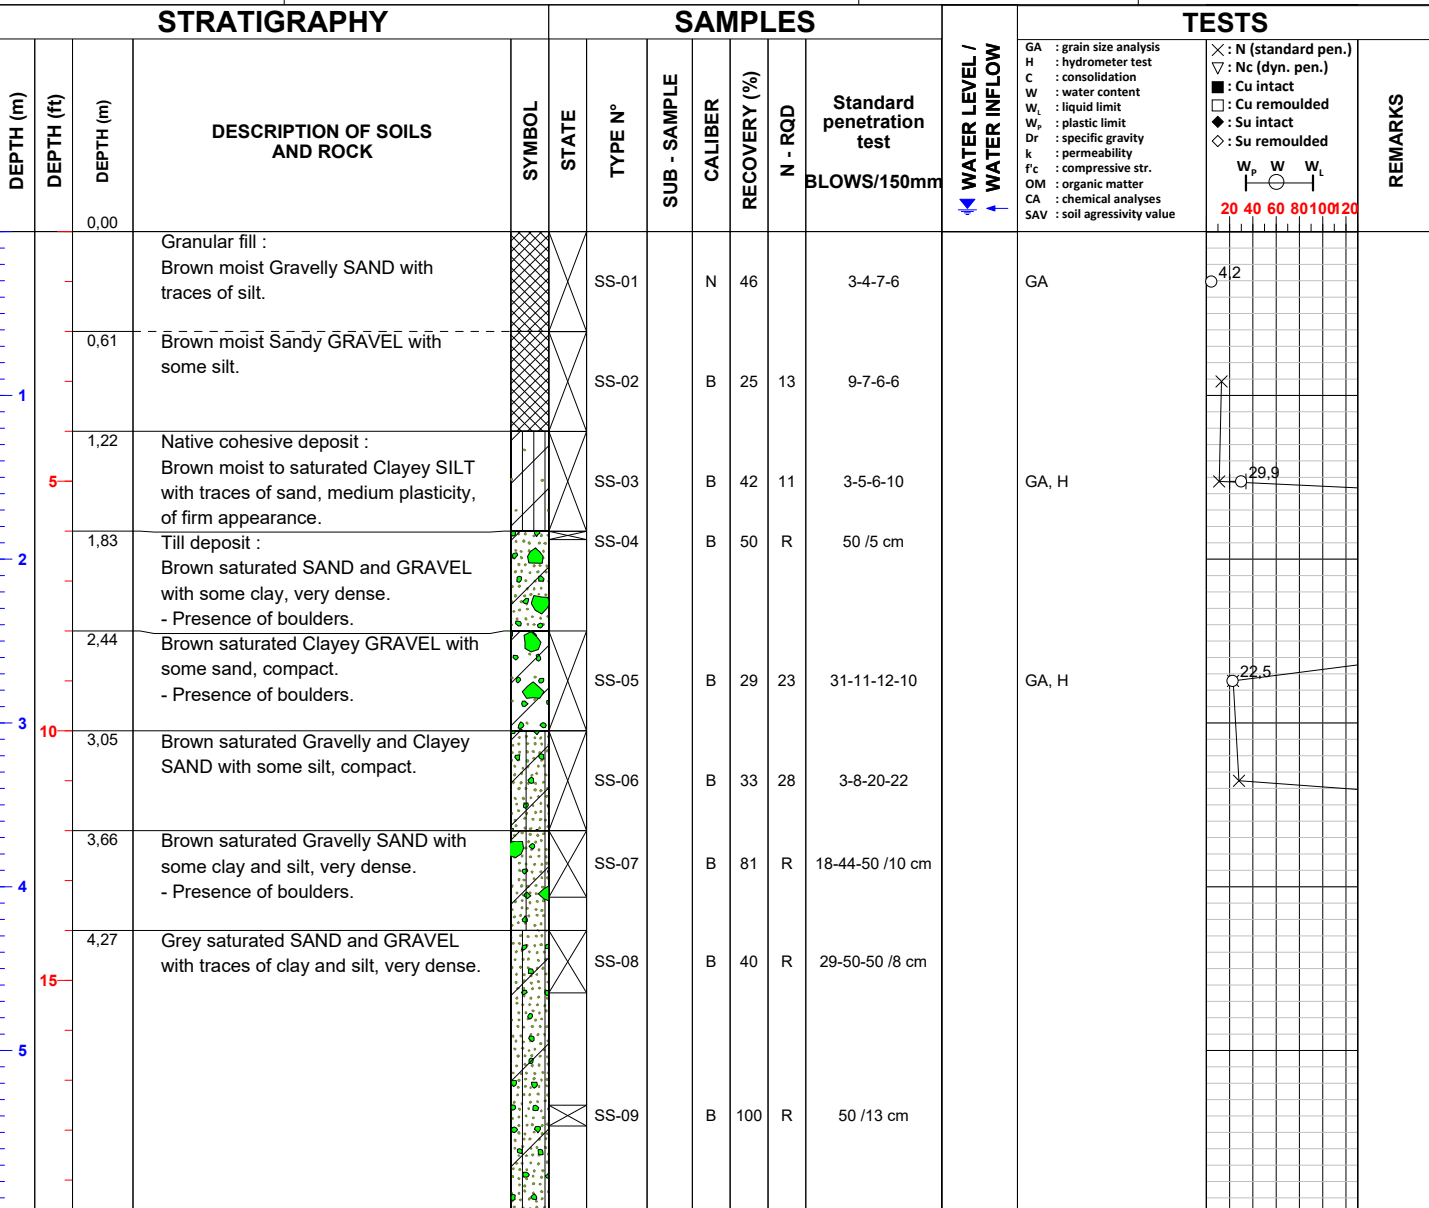 STRATIGRAPHY
SAMPLES
TESTS
DEPTH (m)
DEPTH (ft)
DEPTH (m)
DESCRIPTION OF SOILS
AND ROCK
SYMBOL
STATE
TYPE Nº
SUB - SAMPLE
CALIBER
RECOVERY (%)
N - RQD
Standard
penetration
test
BLOWS/150mm
WATER LEVEL /
WATER INFLOW
GA : grain size analysis
H : hydrometer test
C : consolidation
W : water content
WL : liquid limit
WP : plastic limit
Dr : specific gravity
k : permeability
f'c : compressive str.
OM : organic matter
CA : chemical analyses
SAV : soil agressivity value
: N (standard pen.)
: Nc (dyn. pen.)
: Cu intact
: Cu remoulded
: Su intact
: Su remoulded
WP W WL
20 40 60 80 100 120
REMARKS
0,00
Granular fill :
Brown moist Gravelly SAND with
traces of silt.
SS-01 N 46 3-4-7-6 GA 4,2
0,61 Brown moist Sandy GRAVEL with
some silt.
SS-02 B 25 13 9-7-6-6
1
1,22 Native cohesive deposit :
Brown moist to saturated Clayey SILT
with traces of sand, medium plasticity,
of firm appearance.
5
SS-03 B 42 11 3-5-6-10 GA, H 29,9
1,83 Till deposit :
Brown saturated SAND and GRAVEL
with some clay, very dense.
- Presence of boulders.
SS-04 B 50 R 50 /5 cm
2
2,44 Brown saturated Clayey GRAVEL with
some sand, compact.
- Presence of boulders.
SS-05 B 29 23 31-11-12-10 GA, H 22,5
3
10
3,05 Brown saturated Gravelly and Clayey
SAND with some silt, compact.
SS-06 B 33 28 3-8-20-22
3,66 Brown saturated Gravelly SAND with
some clay and silt, very dense.
- Presence of boulders.
SS-07 B 81 R 18-44-50 /10 cm
4
4,27 Grey saturated SAND and GRAVEL
with traces of clay and silt, very dense.
SS-08 B 40 R 29-50-50 /8 cm
15
5
SS-09 B 100 R 50 /13 cm